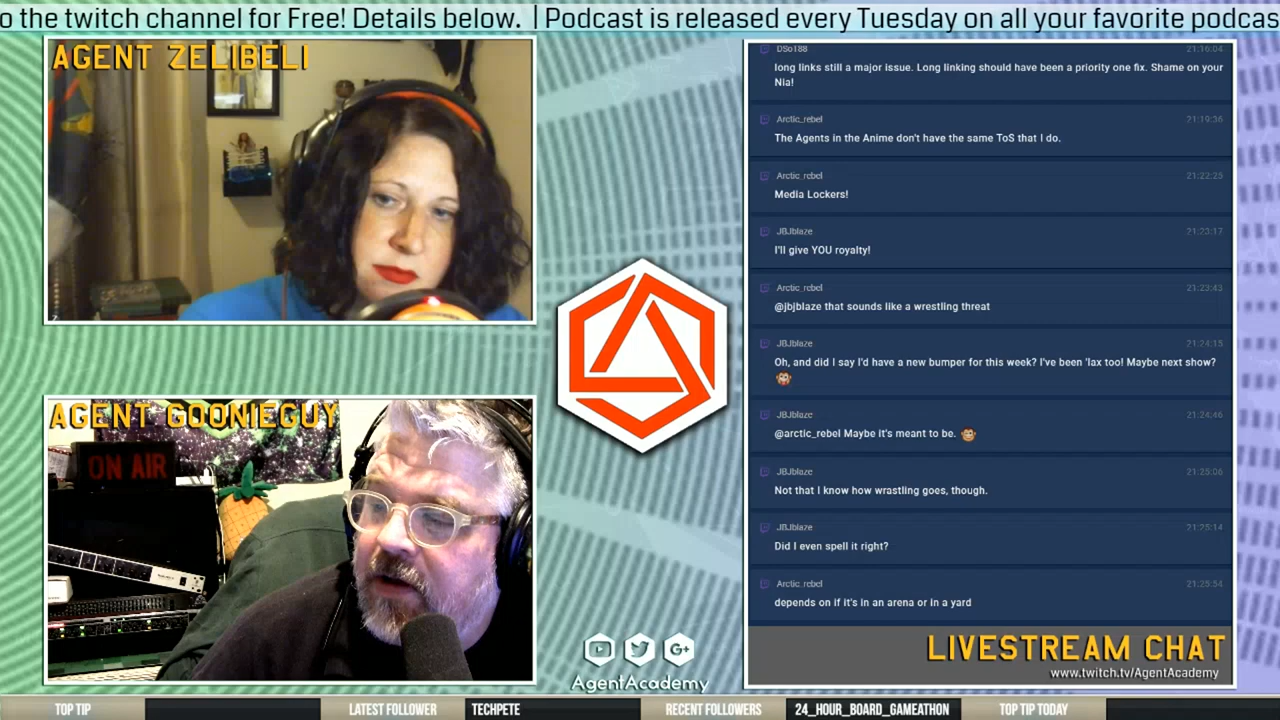 o the twitch channel for Free! Details below. | Podcast is released every Tuesday on all your favorite podcas
AGENT ZELIBELI
AGENT GOONIEGUY
ON AIR
DSoT88 21:16:04
long links still a major issue. Long linking should have been a priority one fix. Shame on your
Nia!
Arctic_rebel 21:19:36
The Agents in the Anime don't have the same ToS that I do.
Arctic_rebel 21:22:25
Media Lockers!
JBJblaze 21:23:17
I'll give YOU royalty!
Arctic_rebel 21:23:43
@jbjblaze that sounds like a wrestling threat
JBJblaze 21:24:15
Oh, and did I say I'd have a new bumper for this week? I've been 'lax too! Maybe next show?
JBJblaze 21:24:46
@arctic_rebel Maybe it's meant to be.
JBJblaze 21:25:06
Not that I know how wrastling goes, though.
JBJblaze 21:25:14
Did I even spell it right?
Arctic_rebel 21:25:54
depends on if it's in an arena or in a yard
LIVESTREAM CHAT
www.twitch.tv/AgentAcademy
G+
AgentAcademy
TOP TIP LATEST FOLLOWER TECHPETE RECENT FOLLOWERS 24_HOUR_BOARD_GAMEATHON TOP TIP TODAY